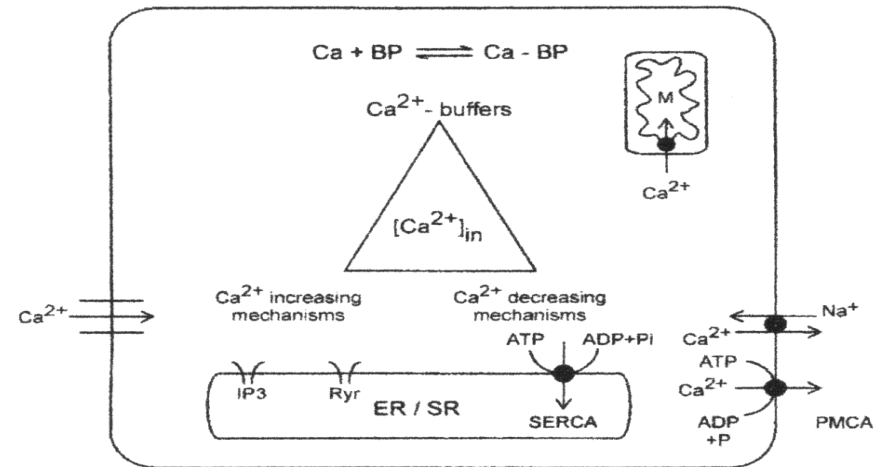 Ca + BP ⇌ Ca - BP
Ca2+- buffers
M
Ca2+
[Ca2+]in
Ca2+
Ca2+ increasing
mechanisms
Ca2+ decreasing
mechanisms
Na+
Ca2+
ATP
ADP+Pi
ATP
Ca2+
ADP
+P
PMCA
IP3
Ryr
ER / SR
SERCA